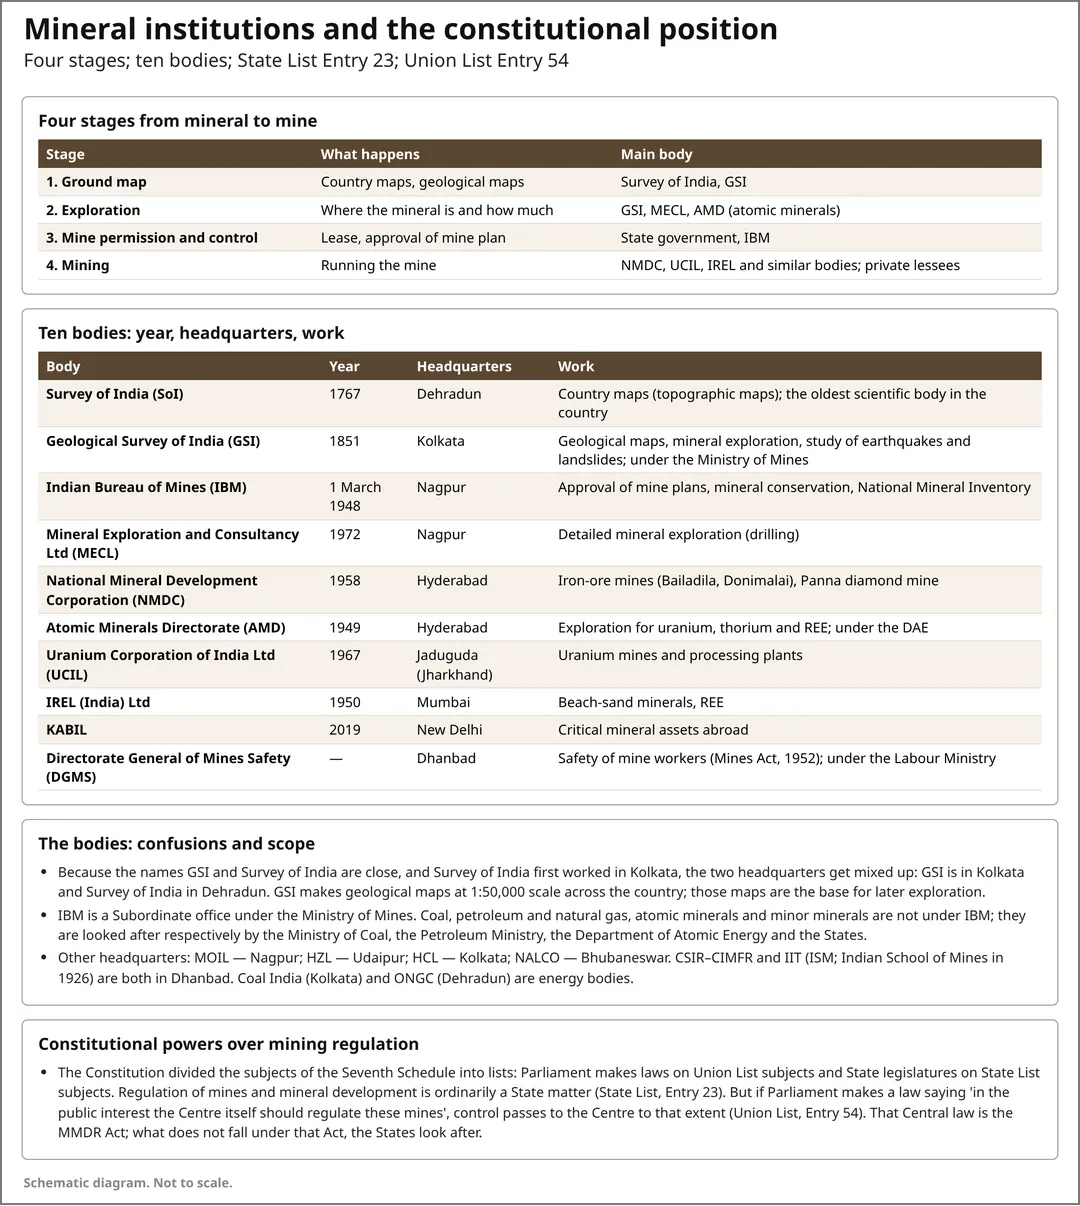 Mineral institutions and the constitutional position
Four stages; ten bodies; State List Entry 23; Union List Entry 54
Four stages from mineral to mine
Stage What happens Main body
1. Ground map Country maps, geological maps Survey of India, GSI
2. Exploration Where the mineral is and how much GSI, MECL, AMD (atomic minerals)
3. Mine permission and control Lease, approval of mine plan State government, IBM
4. Mining Running the mine NMDC, UCIL, IREL and similar bodies; private lessees
Ten bodies: year, headquarters, work
Body Year Headquarters Work
Survey of India (SoI) 1767 Dehradun Country maps (topographic maps); the oldest scientific body in the
country
Geological Survey of India (GSI) 1851 Kolkata Geological maps, mineral exploration, study of earthquakes and
landslides; under the Ministry of Mines
Indian Bureau of Mines (IBM) 1 March Nagpur Approval of mine plans, mineral conservation, National Mineral Inventory
1948
Mineral Exploration and Consultancy 1972 Nagpur Detailed mineral exploration (drilling)
Ltd (MECL)
National Mineral Development 1958 Hyderabad Iron-ore mines (Bailadila, Donimalai), Panna diamond mine
Corporation (NMDC)
Atomic Minerals Directorate (AMD) 1949 Hyderabad Exploration for uranium, thorium and REE; under the DAE
Uranium Corporation of India Ltd 1967 Jaduguda Uranium mines and processing plants
(UCIL) (Jharkhand)
IREL (India) Ltd 1950 Mumbai Beach-sand minerals, REE
KABIL 2019 New Delhi Critical mineral assets abroad
Directorate General of Mines Safety — Dhanbad Safety of mine workers (Mines Act, 1952); under the Labour Ministry
(DGMS)
The bodies: confusions and scope
• Because the names GSI and Survey of India are close, and Survey of India first worked in Kolkata, the two headquarters get mixed up: GSI is in Kolkata
and Survey of India in Dehradun. GSI makes geological maps at 1:50,000 scale across the country; those maps are the base for later exploration.
• IBM is a Subordinate office under the Ministry of Mines. Coal, petroleum and natural gas, atomic minerals and minor minerals are not under IBM; they
are looked after respectively by the Ministry of Coal, the Petroleum Ministry, the Department of Atomic Energy and the States.
• Other headquarters: MOIL — Nagpur; HZL — Udaipur; HCL — Kolkata; NALCO — Bhubaneswar. CSIR–CIMFR and IIT (ISM; Indian School of Mines in
1926) are both in Dhanbad. Coal India (Kolkata) and ONGC (Dehradun) are energy bodies.
Constitutional powers over mining regulation
• The Constitution divided the subjects of the Seventh Schedule into lists: Parliament makes laws on Union List subjects and State legislatures on State List
subjects. Regulation of mines and mineral development is ordinarily a State matter (State List, Entry 23). But if Parliament makes a law saying 'in the
public interest the Centre itself should regulate these mines', control passes to the Centre to that extent (Union List, Entry 54). That Central law is the
MMDR Act; what does not fall under that Act, the States look after.
Schematic diagram. Not to scale.